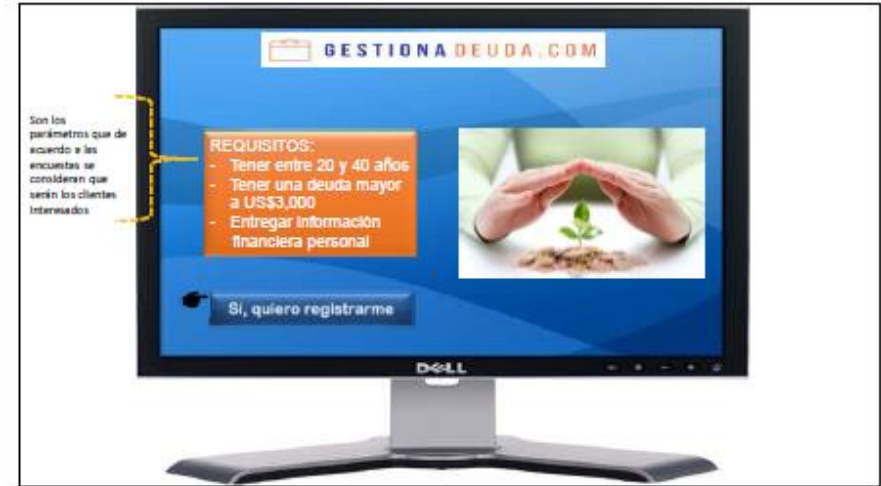 GESTIONADEUDA.COM
Son los
parámetros que de
acuerdo a las
encuestas se
consideran que
serán los clientes
interesados
REQUISITOS:
- Tener entre 20 y 40 años
- Tener una deuda mayor
a US$3,000
- Entregar información
financiera personal
Sí, quiero registrarme
DELL